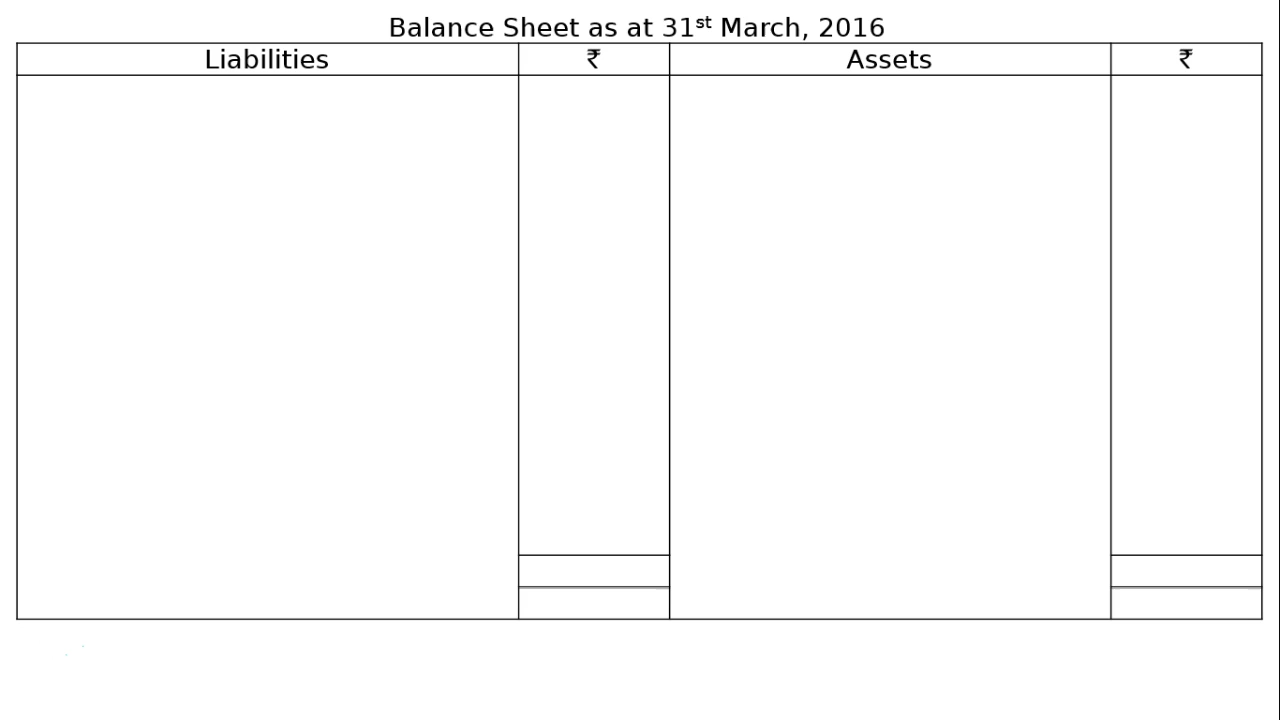 Balance Sheet as at 31st March, 2016
Liabilities ₹ Assets ₹